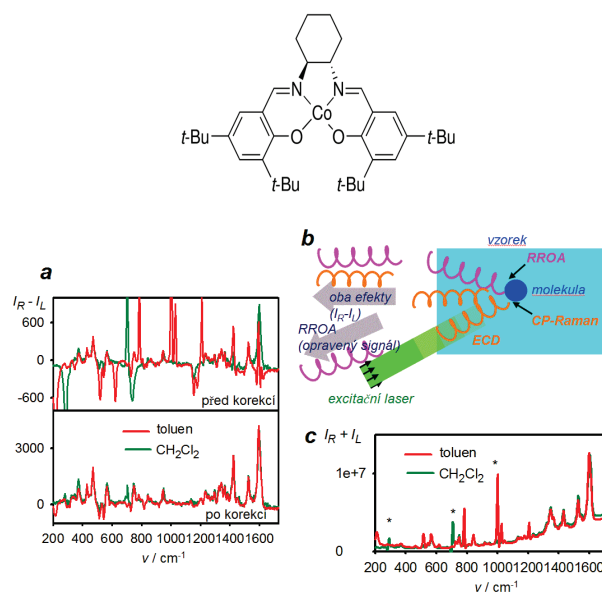 N
N
Co
t-Bu
O
O
t-Bu
t-Bu
t-Bu
a
I_R - I_L
600
0
-600
před korekcí
toluen
CH₂Cl₂
3000
0
po korekcí
200 400 600 800 1000 1200 1400 1600
ν / cm⁻¹
b
vzorek
RROA
molekula
CP-Raman
oba efekty
(I_R-I_L)
RROA
(opravený signál)
ECD
excitační laser
c
I_R + I_L
toluen
CH₂Cl₂
1e+7
0
*
*
*
200 400 600 800 1000 1200 1400 1600
ν / cm⁻¹